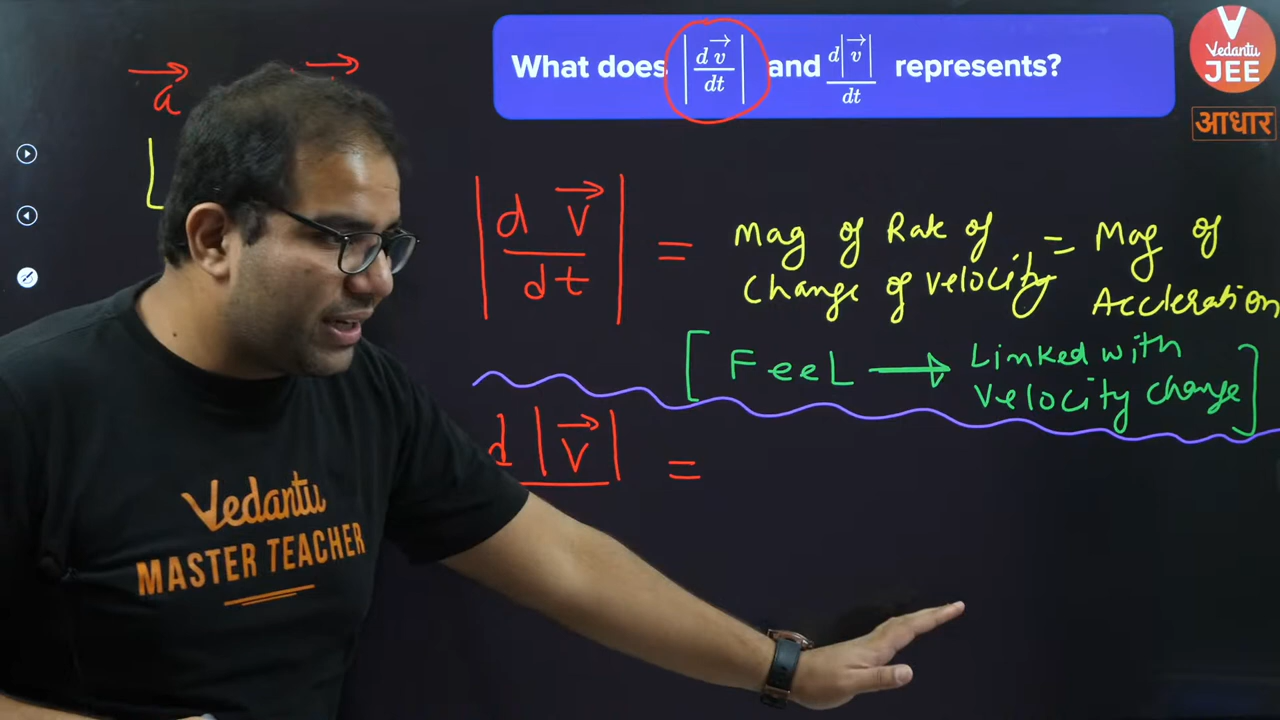 What does |dv⃗/dt| and d|v⃗|/dt represents?
V
Vedantu
JEE
आधार
a⃗
|dv⃗/dt| = Mag of Rate of = Mag of
Change of velocity Accleration
[FeeL → Linked with
velocity change]
d|v⃗| =
Vedantu
MASTER TEACHER